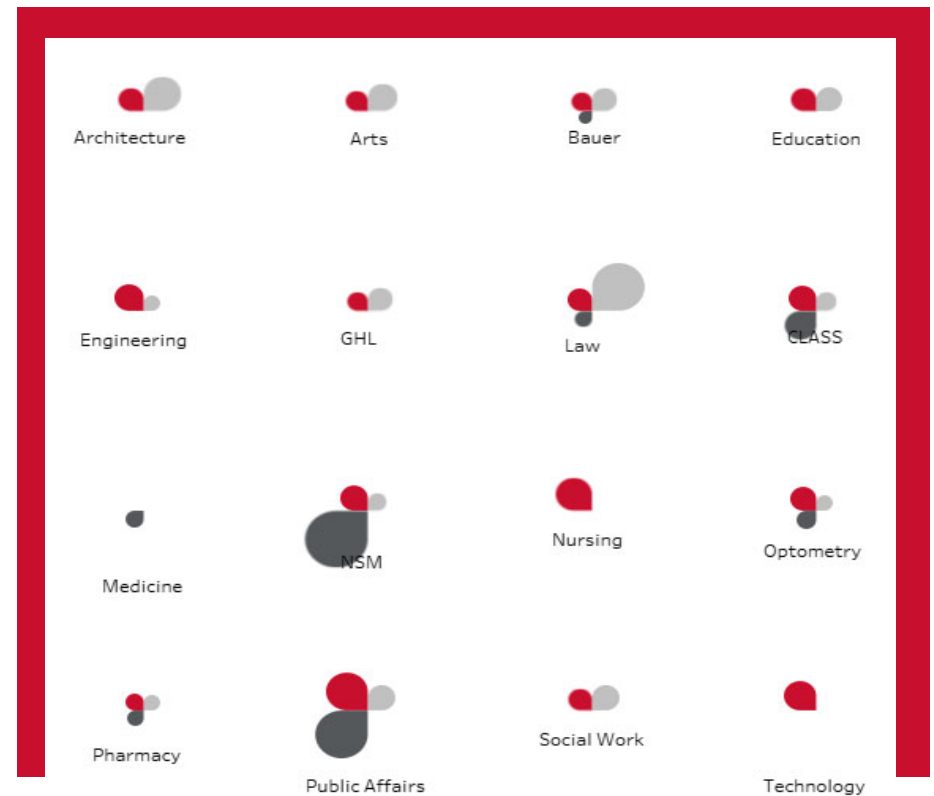 Architecture
Arts
Bauer
Education
Engineering
GHL
Law
CLASS
Medicine
NSM
Nursing
Optometry
Pharmacy
Public Affairs
Social Work
Technology